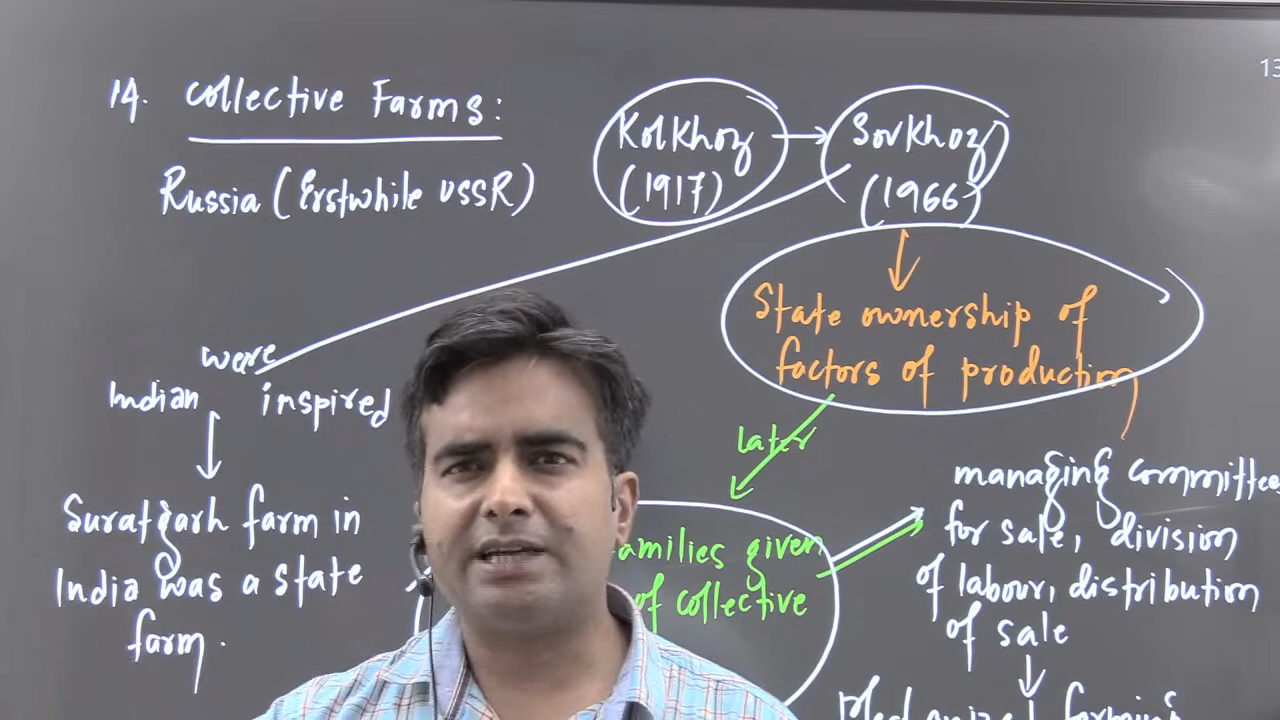 14. Collective Farms:
Russia (Erstwhile USSR)
Kolkhoz
(1917)
Sovkhoz
(1966)
State ownership of
factors of production
were
Indian inspired
Suratgarh farm in
India was a state
farm.
later
families given
of collective
managing committee
for sale, division
of labour, distribution
of sale
farming
13